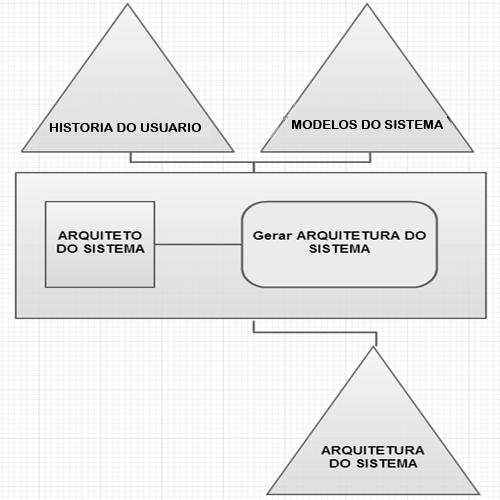 HISTORIA DO USUARIO
MODELOS DO SISTEMA
ARQUITETO
DO SISTEMA
Gerar ARQUITETURA DO
SISTEMA
ARQUITETURA
DO SISTEMA